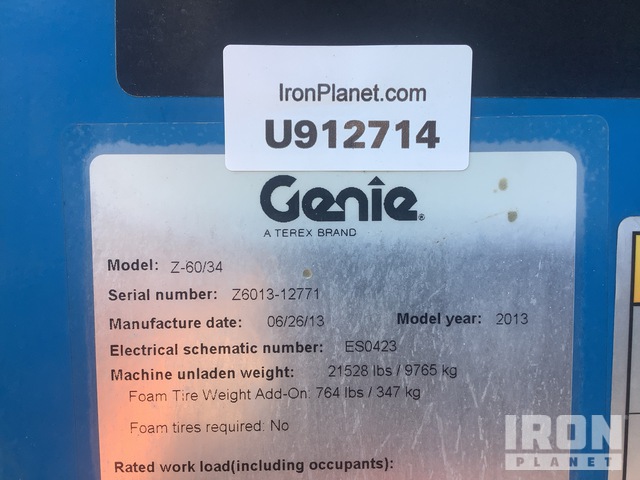 IronPlanet.com
U912714
Genie®
A TEREX BRAND
Model: Z-60/34
Serial number: Z6013-12771
Manufacture date: 06/26/13 Model year: 2013
Electrical schematic number: ES0423
Machine unladen weight: 21528 lbs / 9765 kg
Foam Tire Weight Add-On: 764 lbs / 347 kg
Foam tires required: No
Rated work load(including occupants):
IRON
PLANET